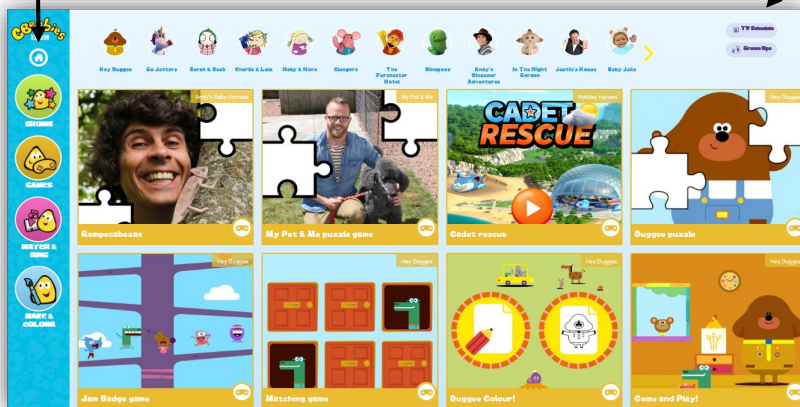 CBeebies
TV Schedule
Grown Ups
Hey Duggee
Go Jetters
Sarah & Duck
Charlie & Lola
Nelly & Nora
Clangers
The
Furchester
Hotel
Dinopaws
Andy's
Dinosaur
Adventures
In The Night
Garden
Justin's House
Baby Jake
SHOWS
GAMES
WATCH &
SING
MAKE &
COLOUR
Andy's Baby Animals
Rompecabezas
My Pet & Me
My Pet & Me puzzle game
Holiday Heroes
CADET
RESCUE
Cadet rescue
Hey Duggee
Duggee puzzle
Hey Duggee
Jam Badge game
Hey Duggee
Matching game
Hey Duggee
Duggee Colour!
Hey Duggee
Come and Play!